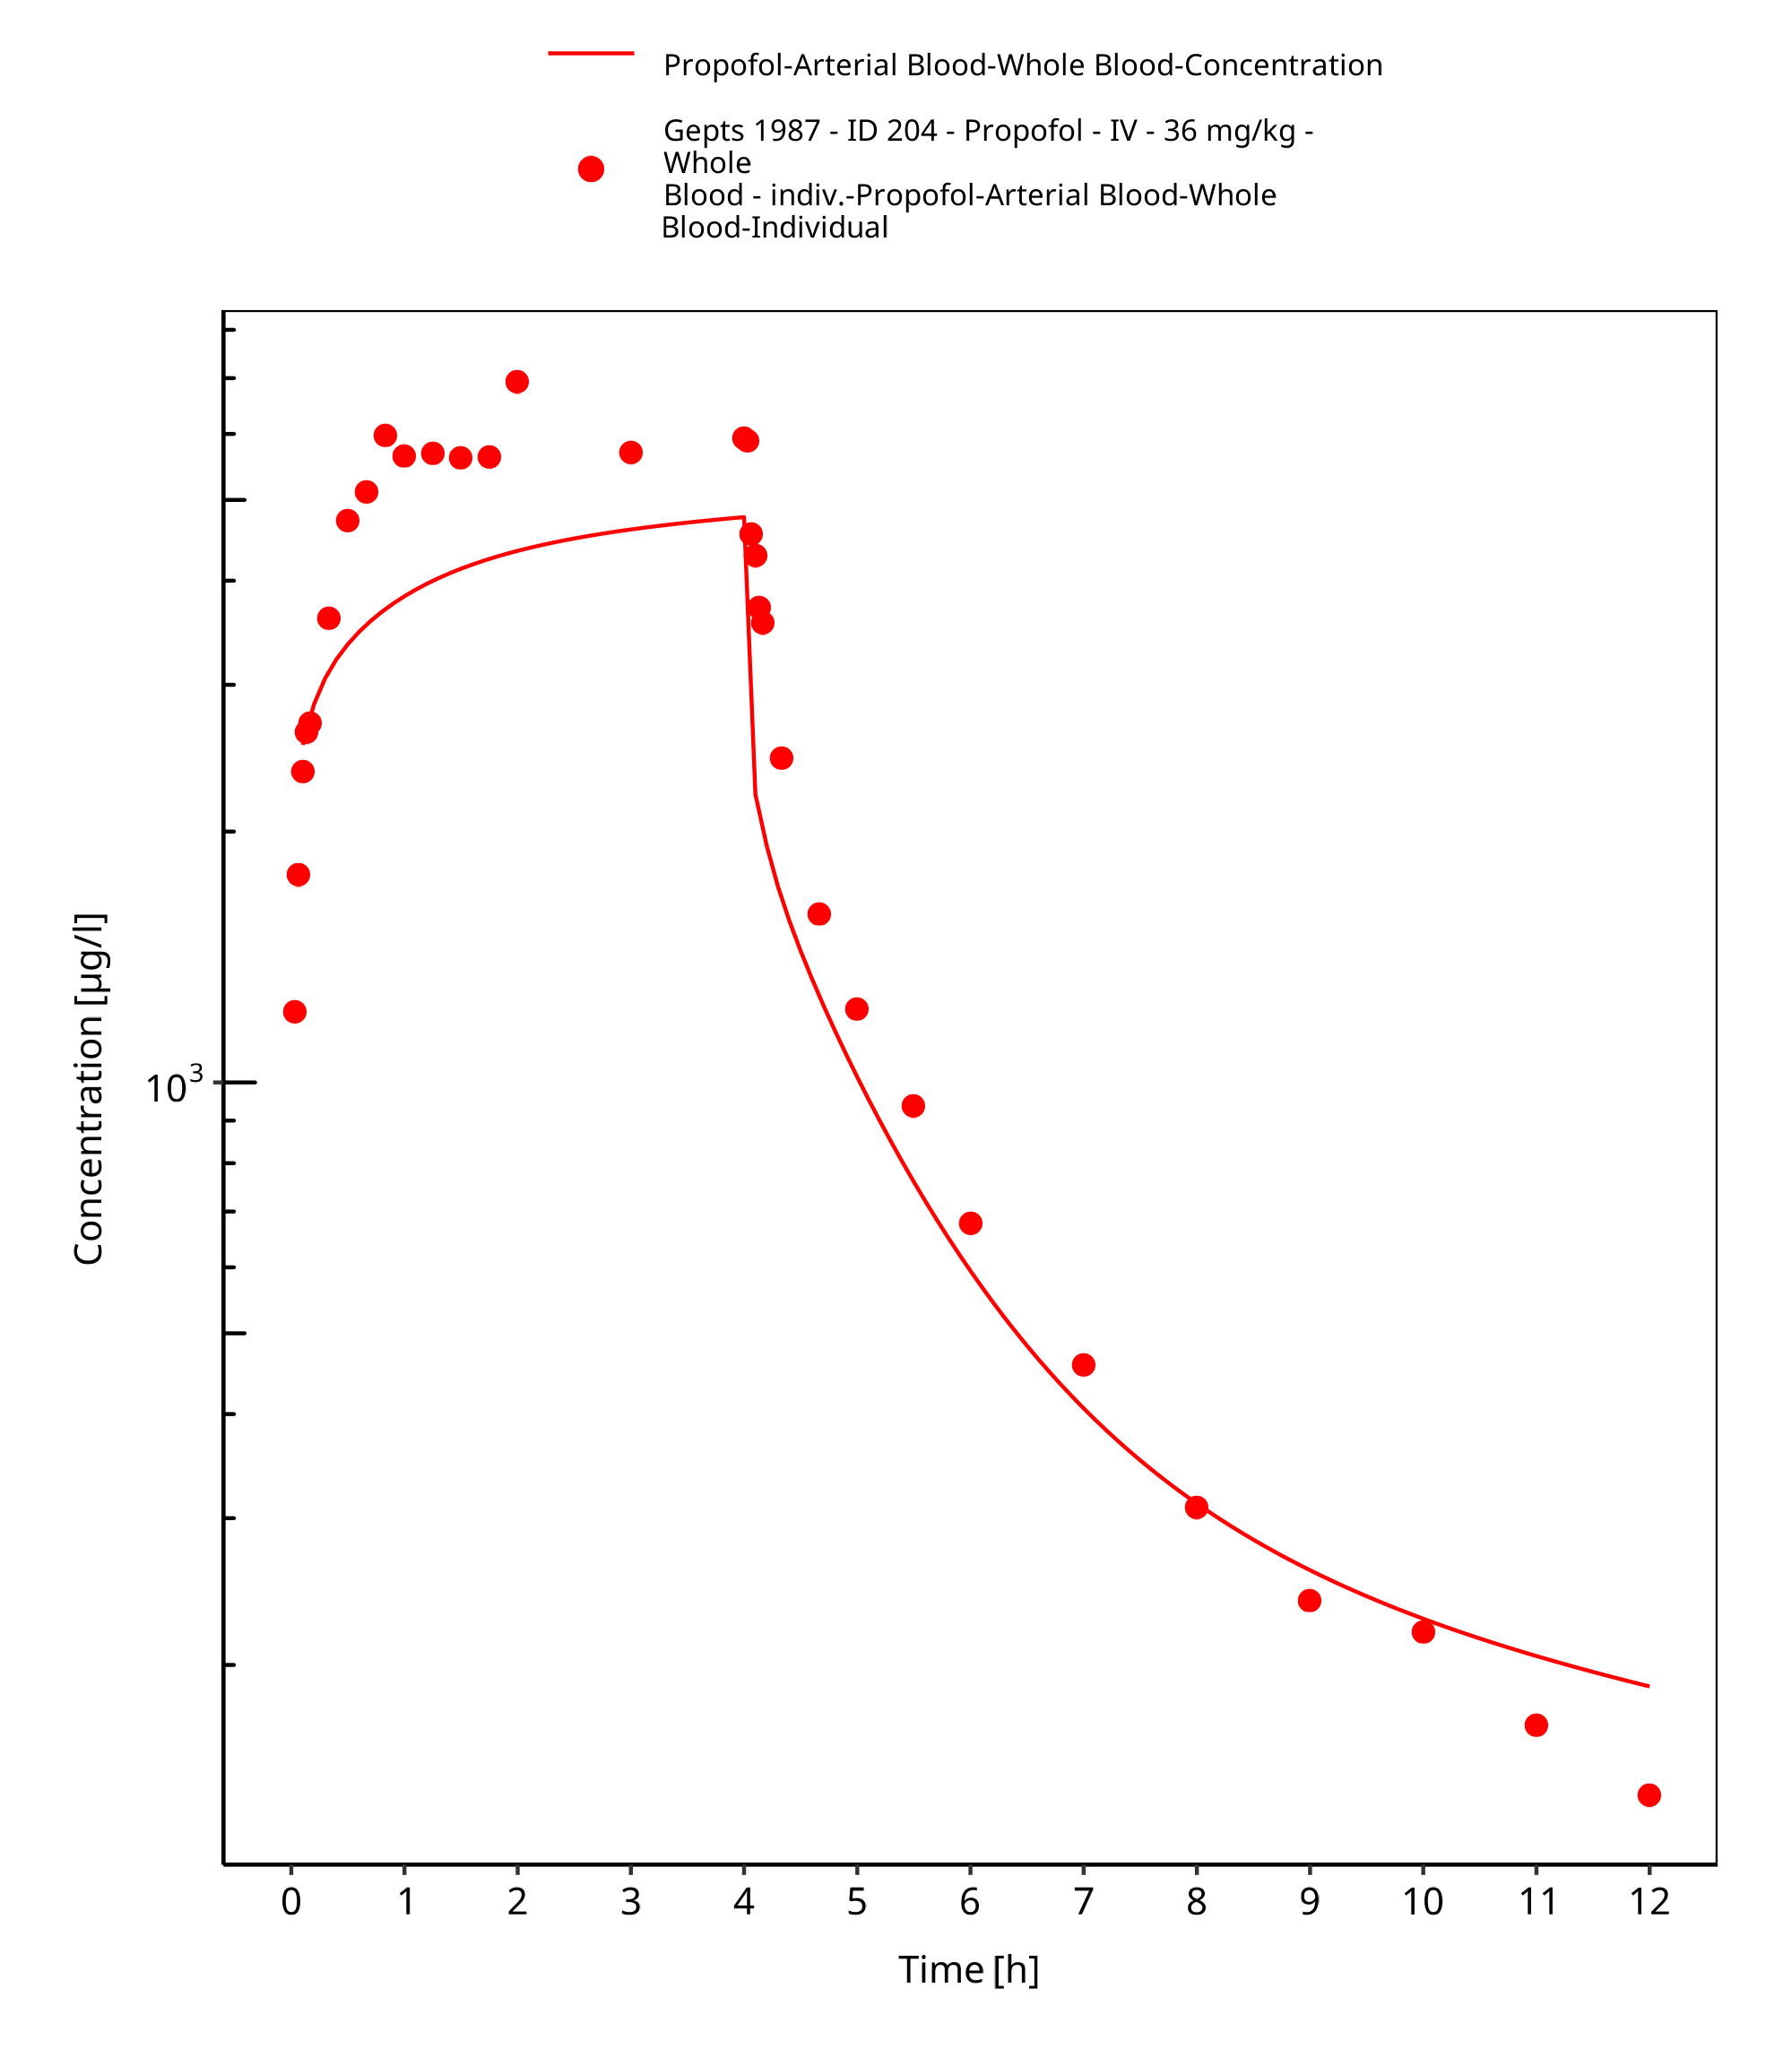 Propofol-Arterial Blood-Whole Blood-Concentration
Gepts 1987 - ID 204 - Propofol - IV - 36 mg/kg -
Whole
Blood - indiv.-Propofol-Arterial Blood-Whole
Blood-Individual
Concentration [µg/l]
10³
0 1 2 3 4 5 6 7 8 9 10 11 12
Time [h]